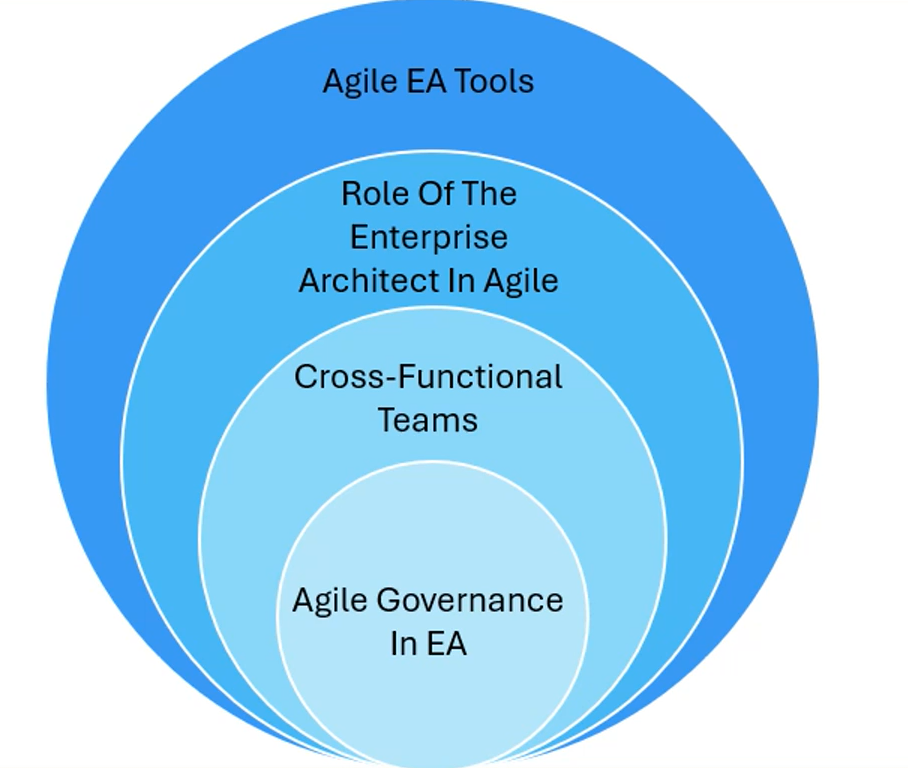 Agile EA Tools
Role Of The
Enterprise
Architect In Agile
Cross-Functional
Teams
Agile Governance
In EA